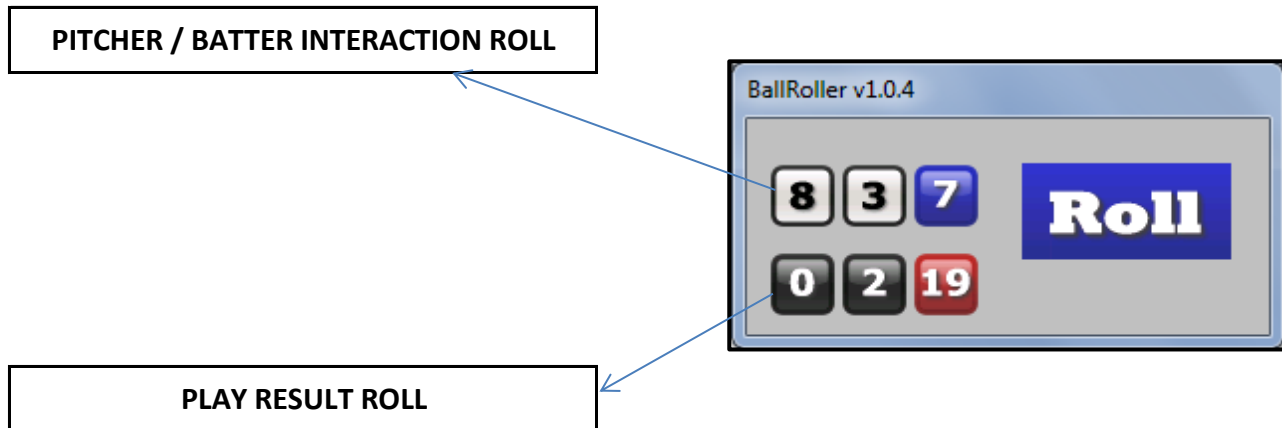 PITCHER / BATTER INTERACTION ROLL
BallRoller v1.0.4
8 3 7
Roll
0 2 19
PLAY RESULT ROLL